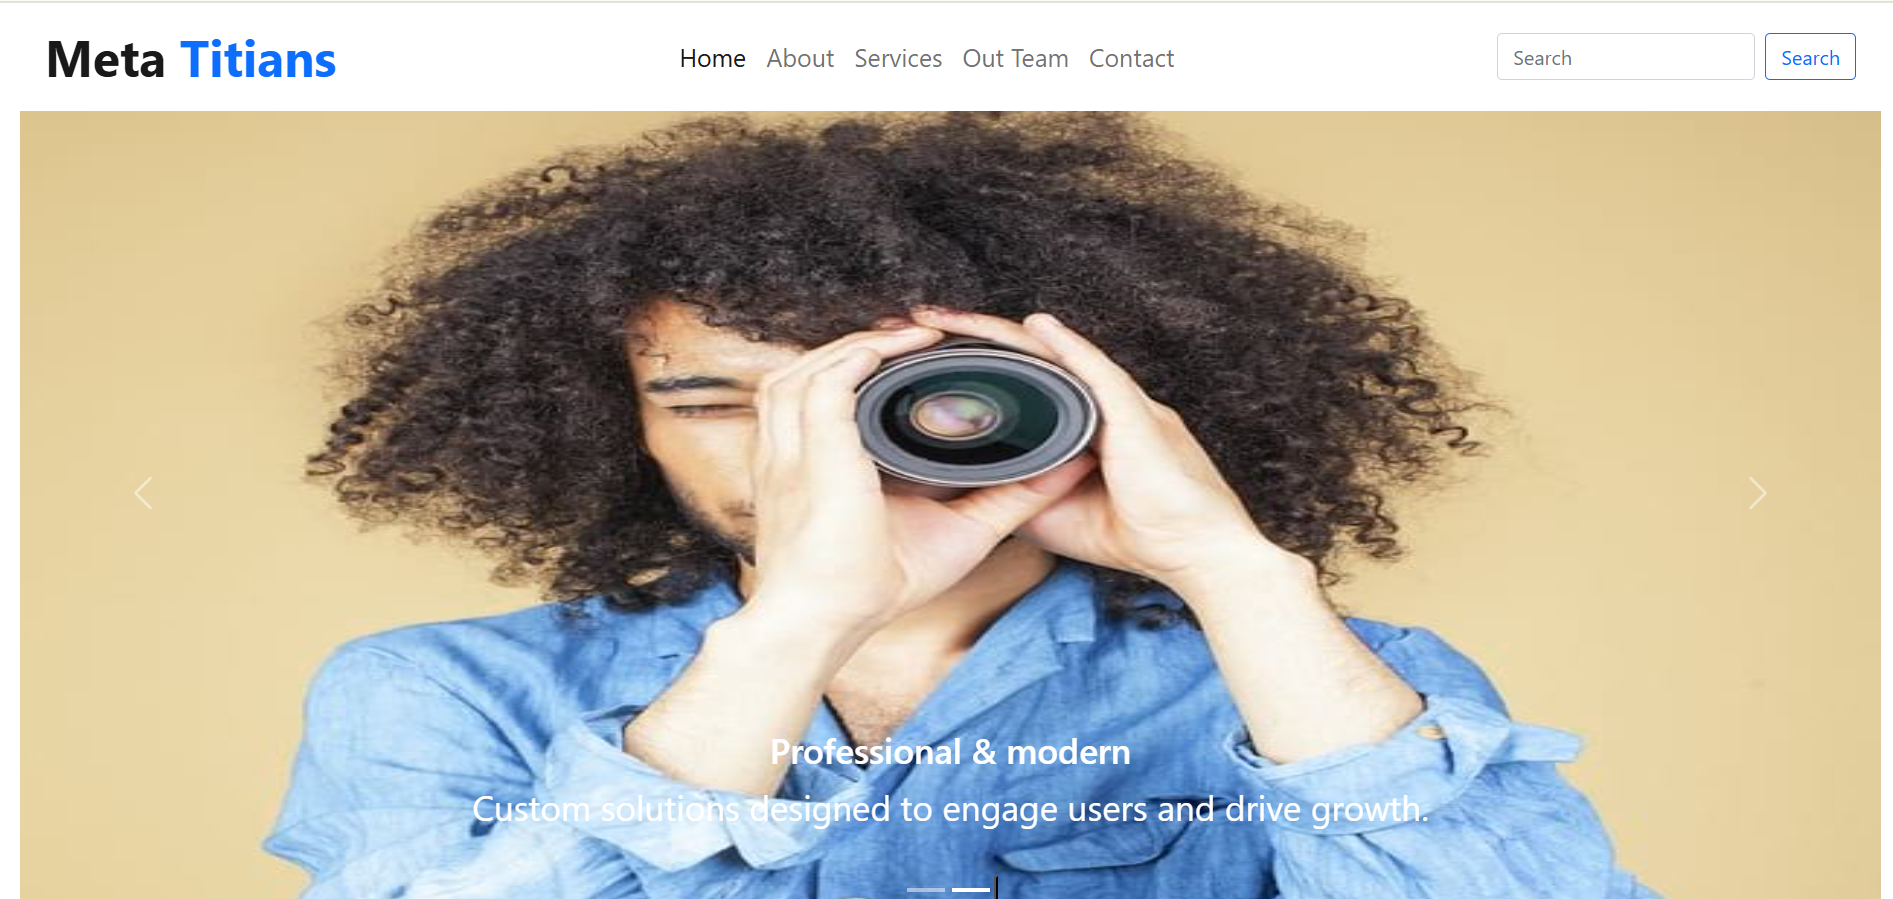 Meta Titians
Home About Services Out Team Contact
Search
Search
Professional & modern
Custom solutions designed to engage users and drive growth.